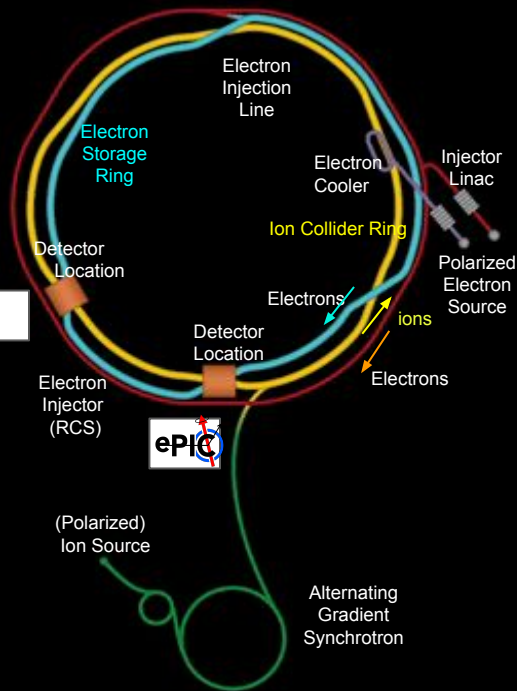 Electron
Injection
Line
Electron
Storage
Ring
Electron
Cooler
Injector
Linac
Ion Collider Ring
Polarized
Electron
Source
Detector
Location
Electrons
ions
Detector
Location
Electrons
Electron
Injector
(RCS)
ePIC
(Polarized)
Ion Source
Alternating
Gradient
Synchrotron